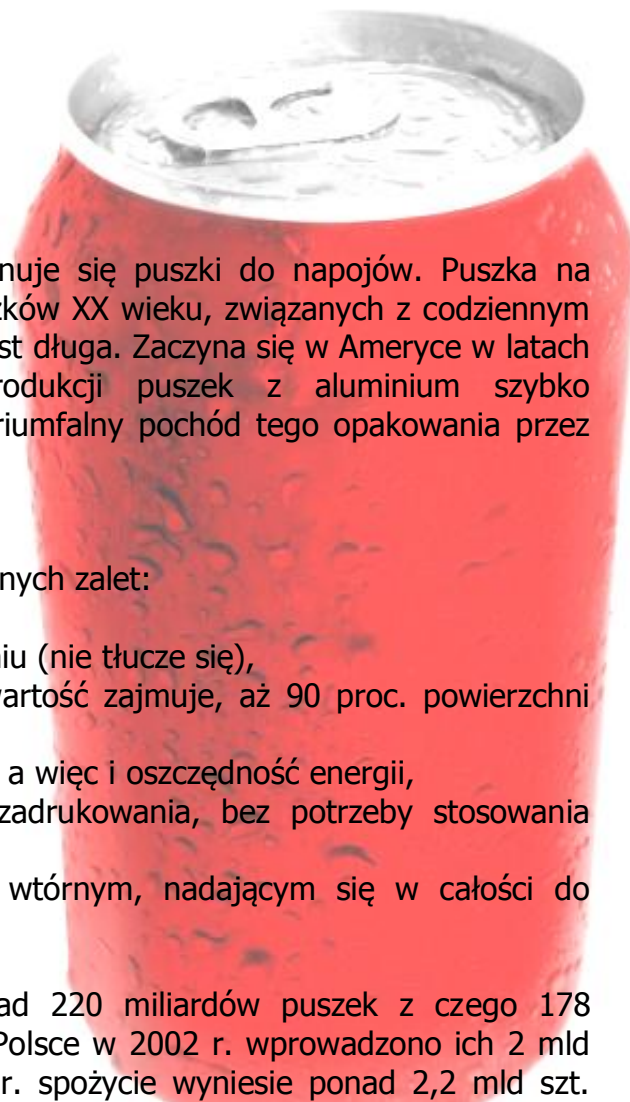 nuje się puszki do napojów. Puszka na
zków XX wieku, związanych z codziennym
st długa. Zaczyna się w Ameryce w latach
rodukcji puszek z aluminium szybko
riumfalny pochód tego opakowania przez
nych zalet:
niu (nie tłucze się),
wartość zajmuje, aż 90 proc. powierzchni
a więc i oszczędność energii,
zadrukowania, bez potrzeby stosowania
wtórnym, nadającym się w całości do
ad 220 miliardów puszek z czego 178
Polsce w 2002 r. wprowadzono ich 2 mld
r. spożycie wyniesie ponad 2,2 mld szt.